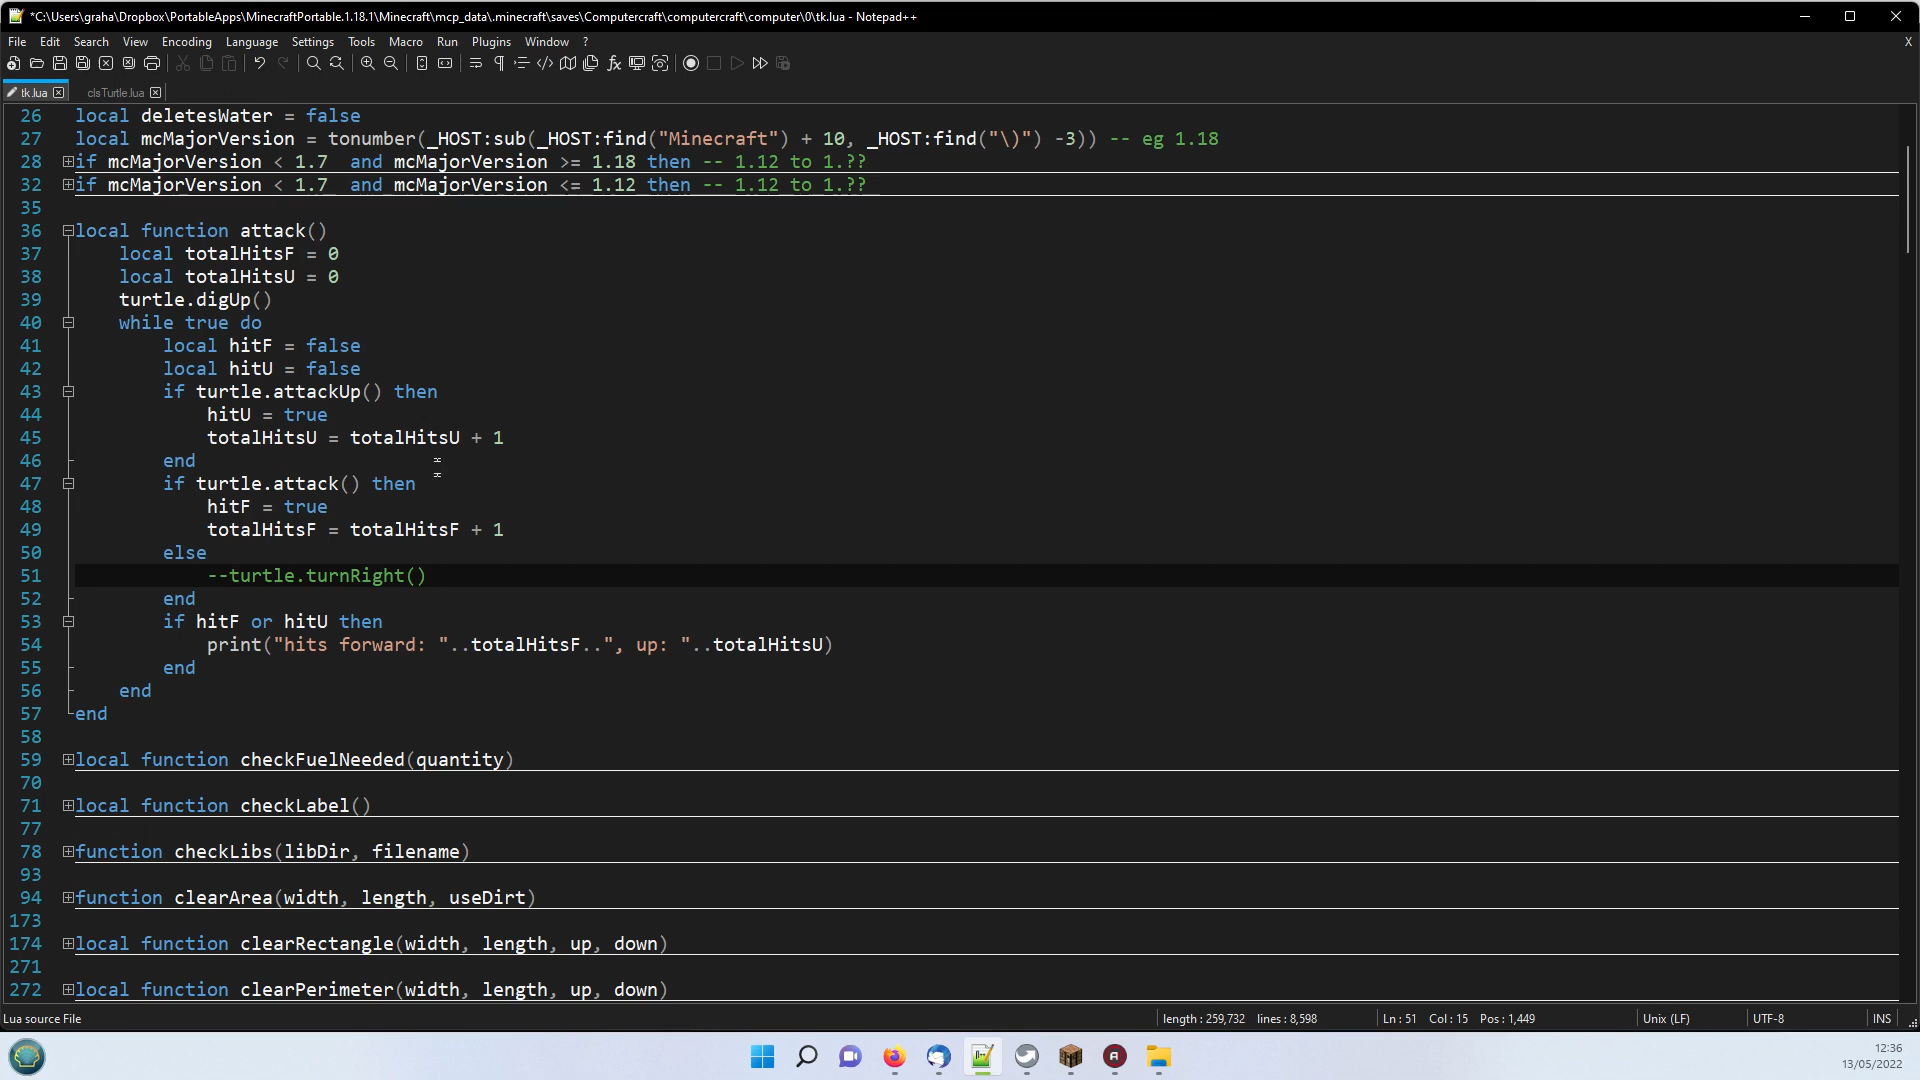 *C:\Users\graha\Dropbox\PortableApps\MinecraftPortable.1.18.1\Minecraft\mcp_data\.minecraft\saves\Computercraft\computercraft\computer\0\tk.lua - Notepad++
File Edit Search View Encoding Language Settings Tools Macro Run Plugins Window ? X
tk.lua clsTurtle.lua
26 local deletesWater = false
27 local mcMajorVersion = tonumber(_HOST:sub(_HOST:find("Minecraft") + 10, _HOST:find("\)") -3)) -- eg 1.18
28 if mcMajorVersion < 1.7  and mcMajorVersion >= 1.18 then -- 1.12 to 1.??
32 if mcMajorVersion < 1.7  and mcMajorVersion <= 1.12 then -- 1.12 to 1.??
35
36 local function attack()
37 local totalHitsF = 0
38 local totalHitsU = 0
39 turtle.digUp()
40 while true do
41 local hitF = false
42 local hitU = false
43 if turtle.attackUp() then
44 hitU = true
45 totalHitsU = totalHitsU + 1
46 end
47 if turtle.attack() then
48 hitF = true
49 totalHitsF = totalHitsF + 1
50 else
51 --turtle.turnRight()
52 end
53 if hitF or hitU then
54 print("hits forward: "..totalHitsF..", up: "..totalHitsU)
55 end
56 end
57 end
58
59 local function checkFuelNeeded(quantity)
70
71 local function checkLabel()
77
78 function checkLibs(libDir, filename)
93
94 function clearArea(width, length, useDirt)
173
174 local function clearRectangle(width, length, up, down)
271
272 local function clearPerimeter(width, length, up, down)
Lua source File length : 259,732 lines : 8,598 Ln : 51 Col : 15 Pos : 1,449 Unix (LF) UTF-8 INS
12:36
13/05/2022